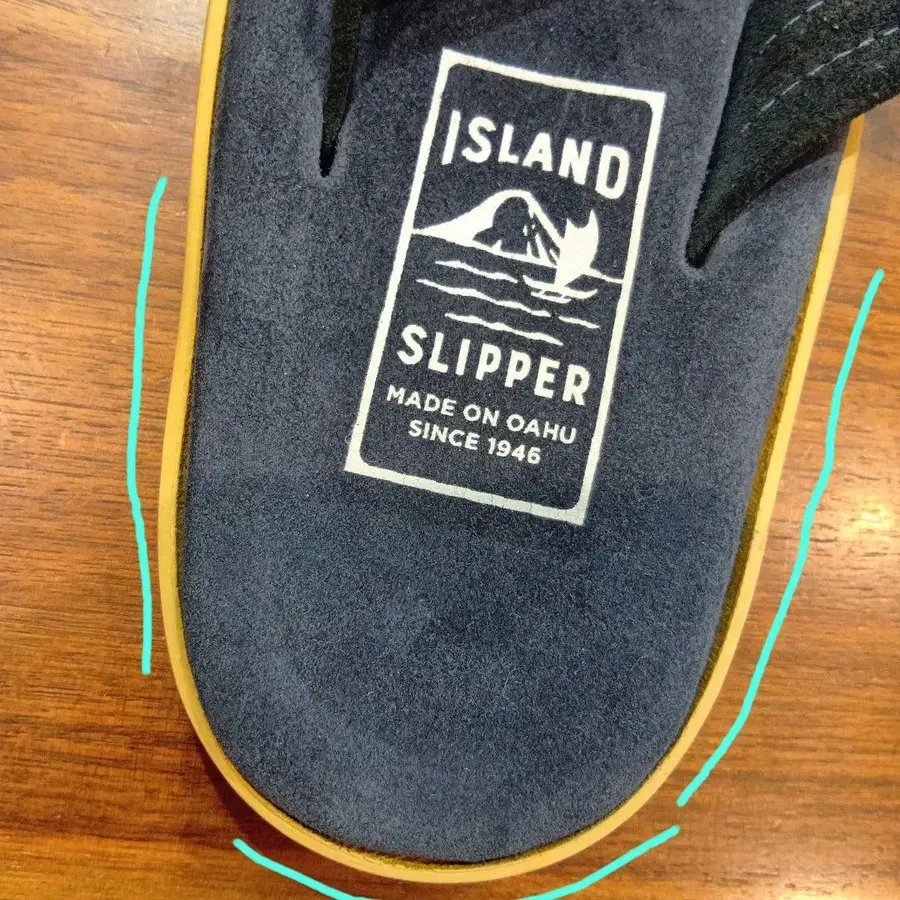 ISLAND
SLIPPER
MADE ON OAHU
SINCE 1946